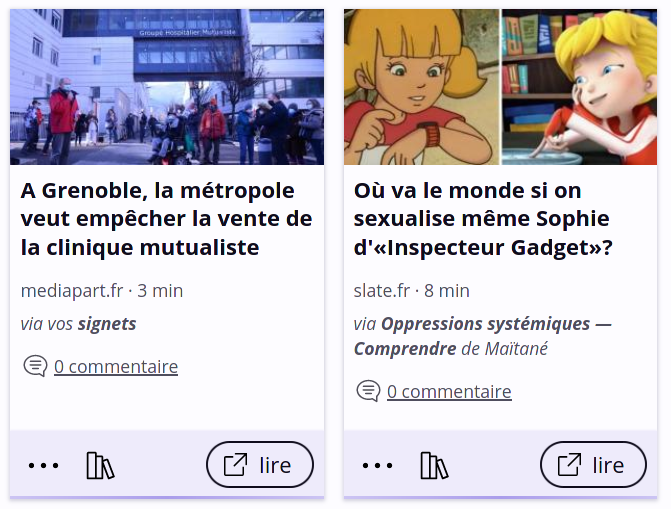 Groupe Hospitalier Mutualiste
A Grenoble, la métropole
veut empêcher la vente de
la clinique mutualiste
mediapart.fr · 3 min
via vos signets
0 commentaire
lire
Où va le monde si on
sexualise même Sophie
d'«Inspecteur Gadget»?
slate.fr · 8 min
via Oppressions systémiques —
Comprendre de Maïtané
0 commentaire
lire